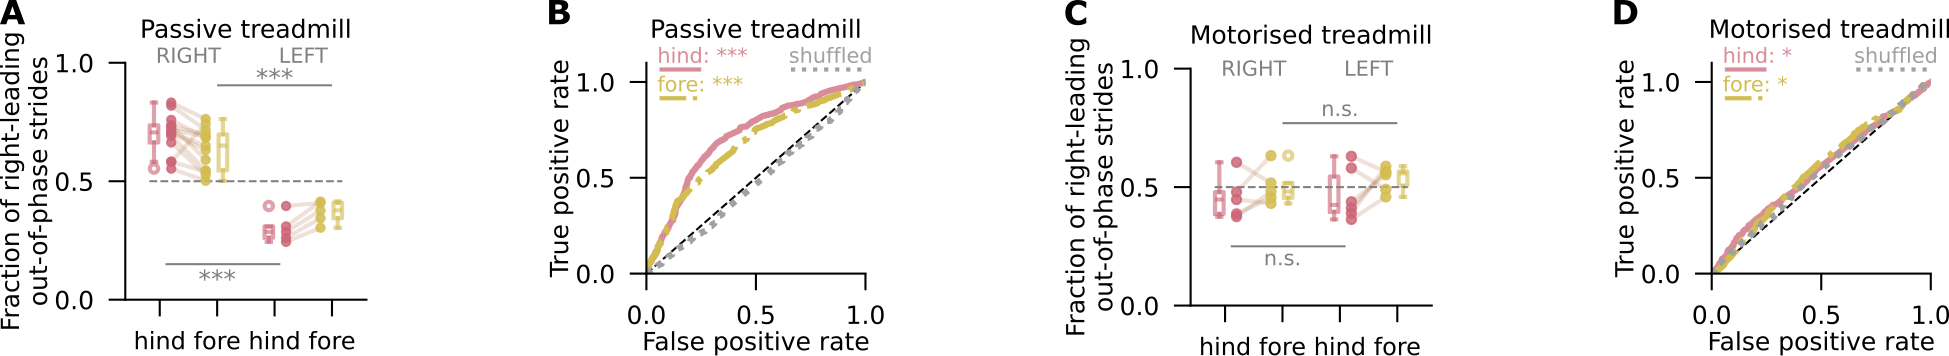 A
Passive treadmill
RIGHT LEFT
***
Fraction of right-leading
out-of-phase strides
1.0
0.5
0.0
***
hind fore hind fore
B
Passive treadmill
hind: *** shuffled
fore: ***
True positive rate
1.0
0.5
0.0
0.0 0.5 1.0
False positive rate
C
Motorised treadmill
RIGHT LEFT
n.s.
Fraction of right-leading
out-of-phase strides
1.0
0.5
0.0
n.s.
hind fore hind fore
D
Motorised treadmill
hind: * shuffled
fore: *
True positive rate
1.0
0.5
0.0
0.0 0.5 1.0
False positive rate